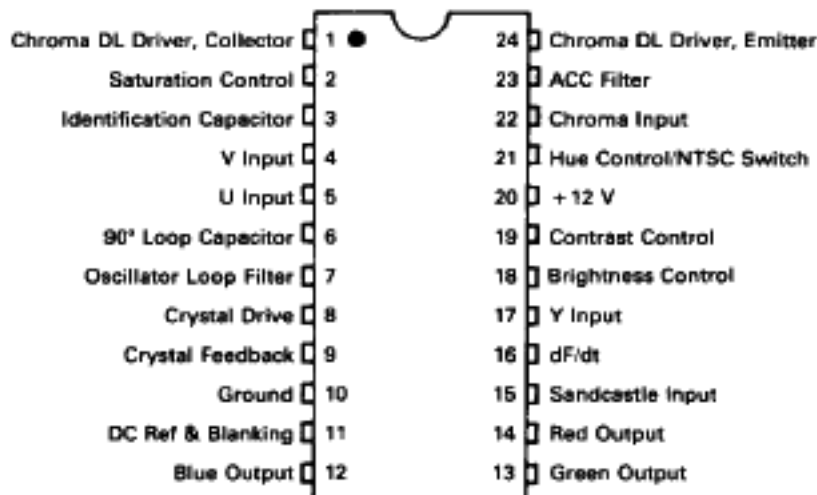 Chroma DL Driver, Collector 1 24 Chroma DL Driver, Emitter
Saturation Control 2 23 ACC Filter
Identification Capacitor 3 22 Chroma Input
V Input 4 21 Hue Control/NTSC Switch
U Input 5 20 +12 V
90° Loop Capacitor 6 19 Contrast Control
Oscillator Loop Filter 7 18 Brightness Control
Crystal Drive 8 17 Y Input
Crystal Feedback 9 16 dF/dt
Ground 10 15 Sandcastle Input
DC Ref & Blanking 11 14 Red Output
Blue Output 12 13 Green Output